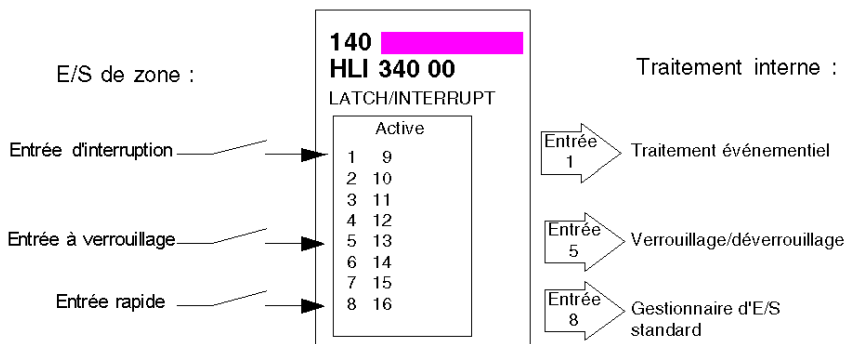 140
HLI 340 00
LATCH/INTERRUPT
Active
1 9
2 10
3 11
4 12
5 13
6 14
7 15
8 16
E/S de zone :
Entrée d'interruption
Entrée à verrouillage
Entrée rapide
Traitement interne :
Entrée
1
Traitement événementiel
Entrée
5
Verrouillage/déverrouillage
Entrée
8
Gestionnaire d'E/S
standard